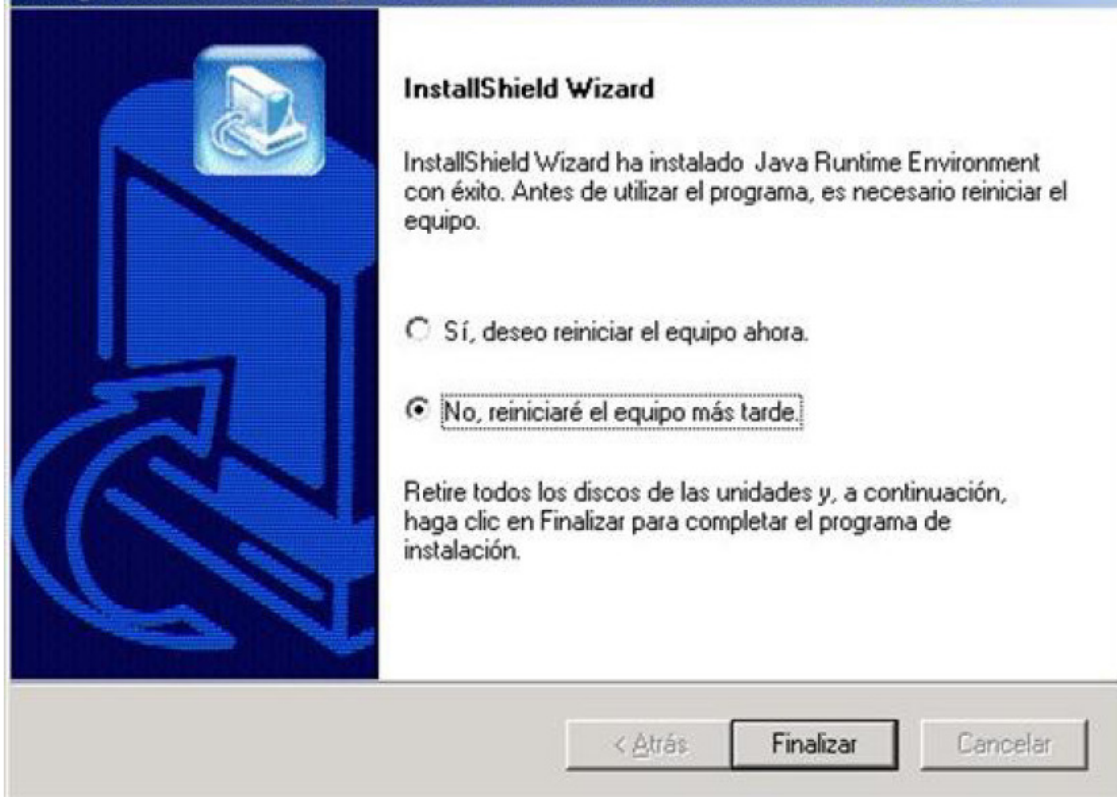 InstallShield Wizard
InstallShield Wizard ha instalado Java Runtime Environment
con éxito. Antes de utilizar el programa, es necesario reiniciar el
equipo.
Sí, deseo reiniciar el equipo ahora.
No, reiniciaré el equipo más tarde.
Retire todos los discos de las unidades y, a continuación,
haga clic en Finalizar para completar el programa de
instalación.
< Atrás
Finalizar
Cancelar